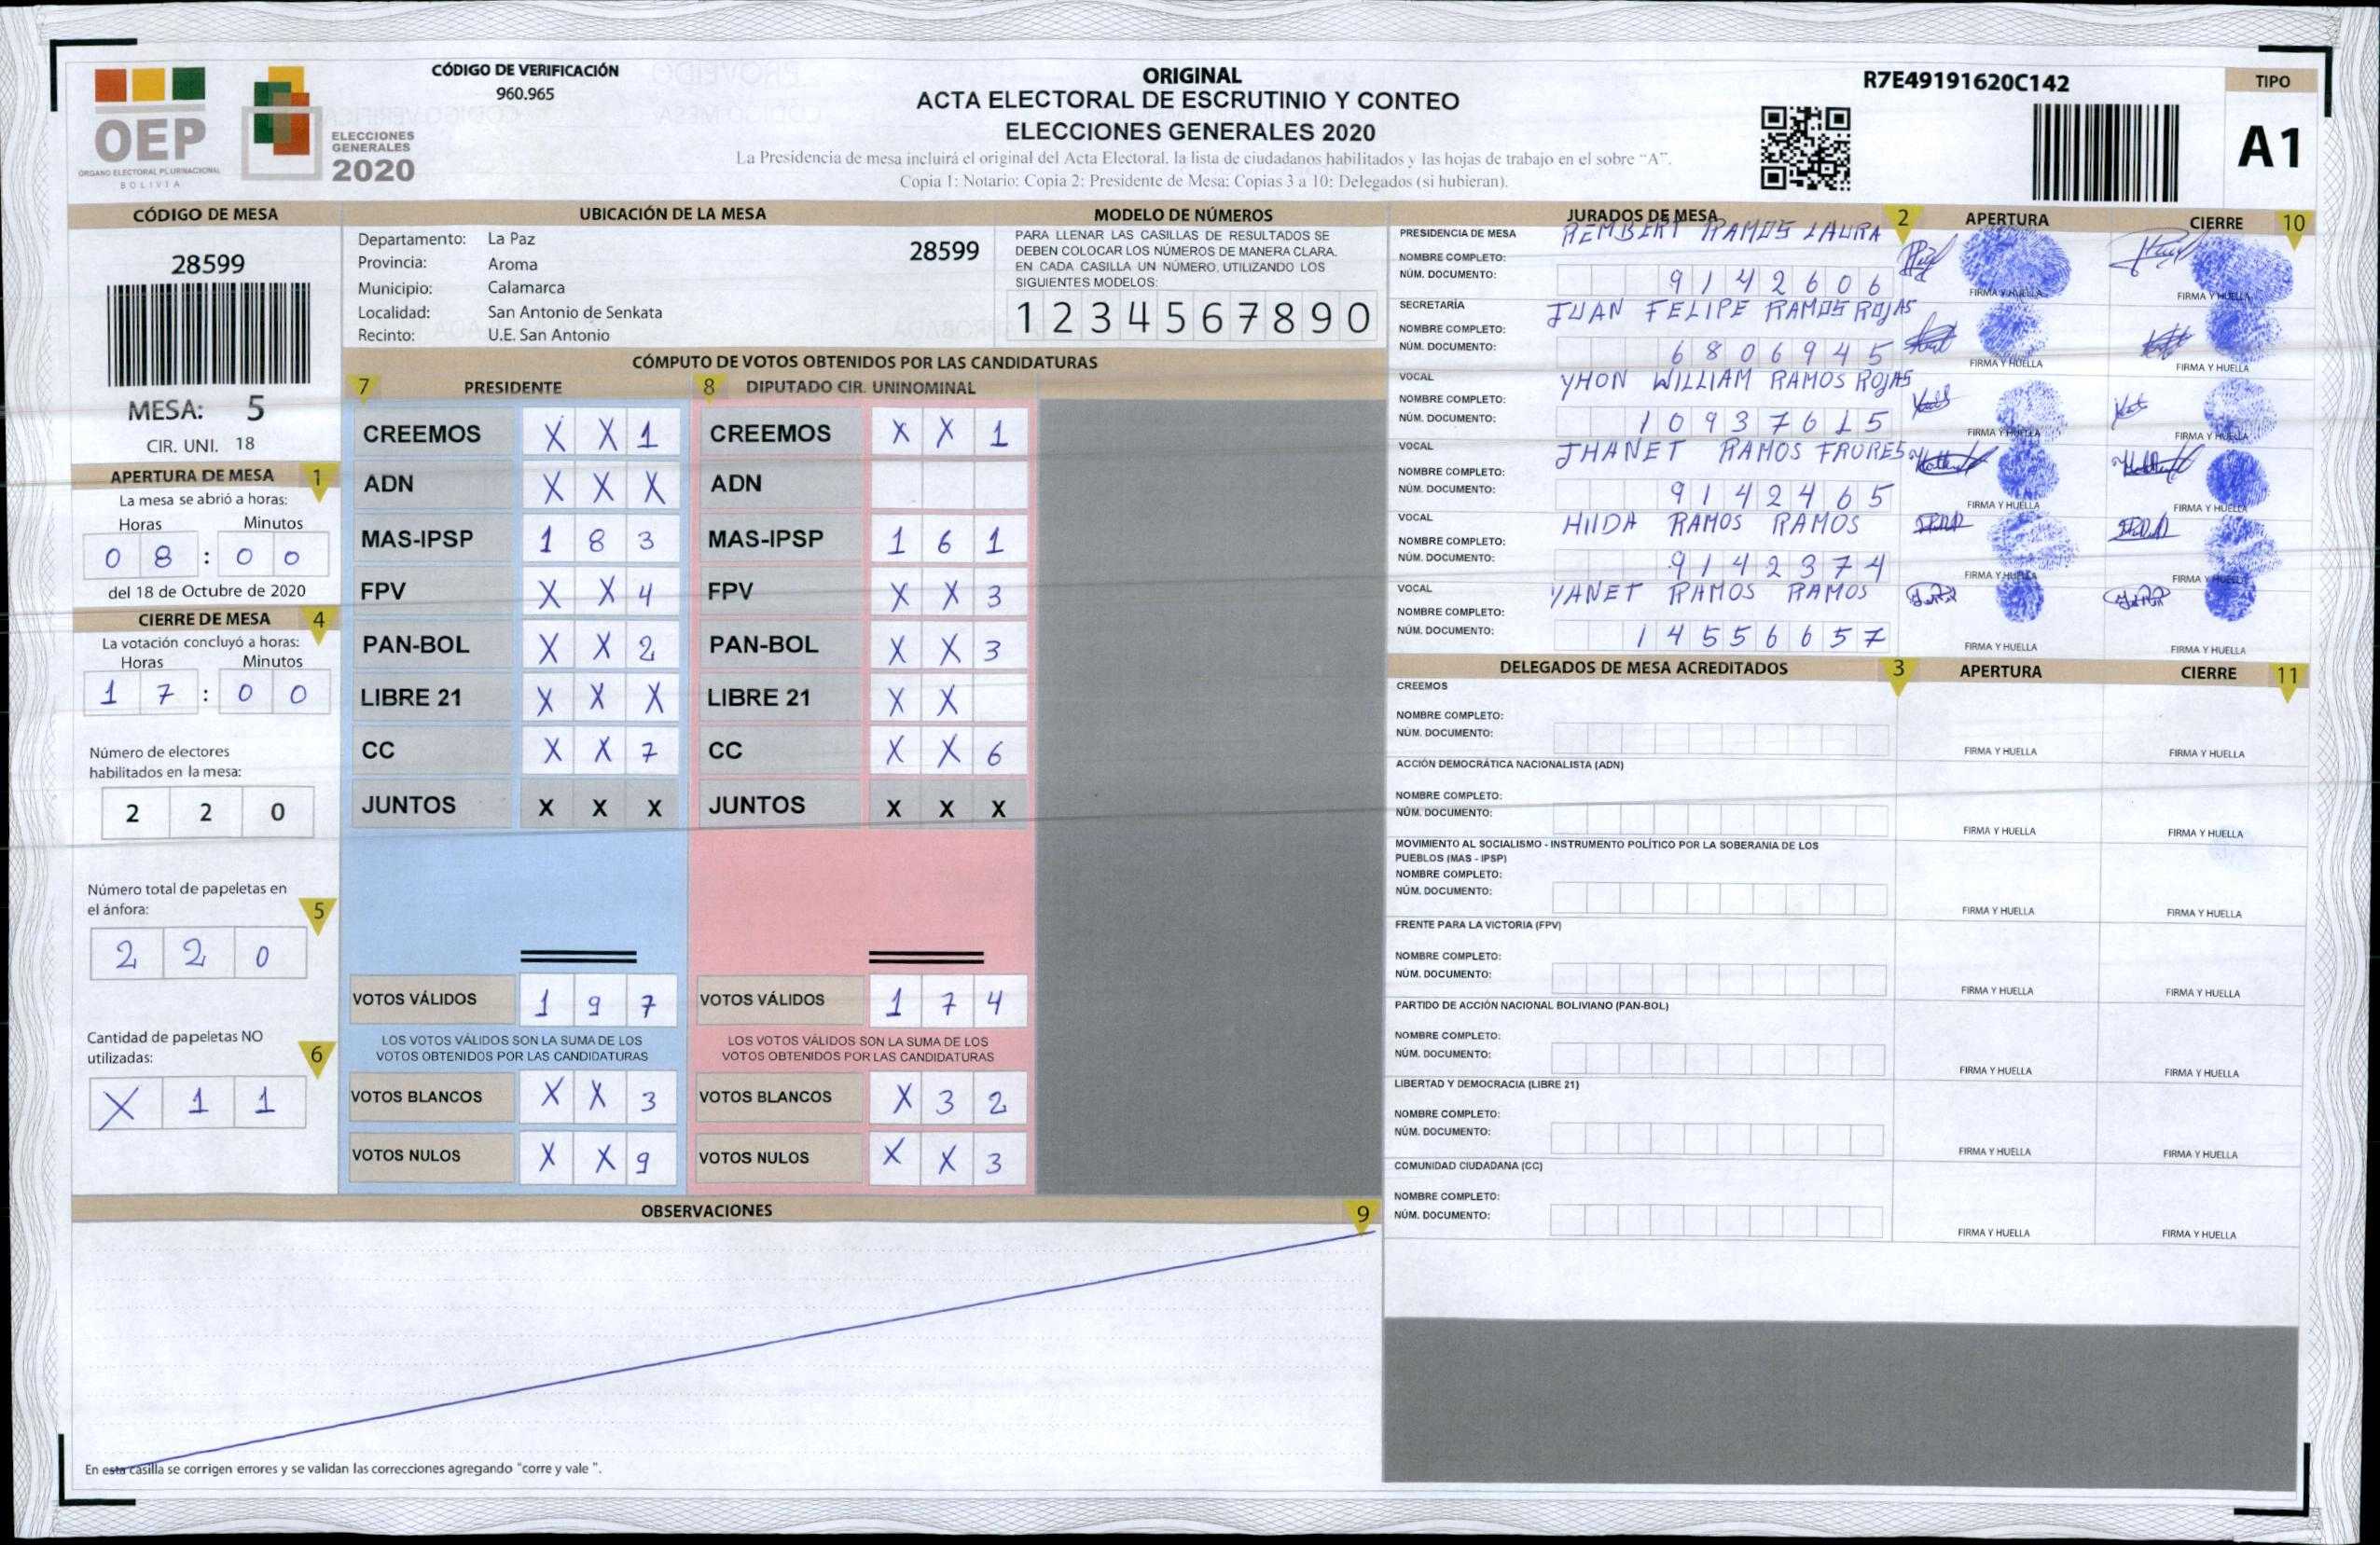 CÓDIGO DE VERIFICACIÓN
960.965
ORIGINAL
ACTA ELECTORAL DE ESCRUTINIO Y CONTEO
ELECCIONES GENERALES 2020
La Presidencia de mesa incluirá el original del Acta Electoral, la lista de ciudadanos habilitados y las hojas de trabajo en el sobre "A".
Copia 1: Notario; Copia 2: Presidente de Mesa; Copias 3 a 10: Delegados (si hubieran).
R7E49191620C142
TIPO
A1
OEP
ÓRGANO ELECTORAL PLURINACIONAL
BOLIVIA
ELECCIONES
GENERALES
2020
CÓDIGO DE MESA
28599
MESA: 5
CIR. UNI. 18
APERTURA DE MESA 1
La mesa se abrió a horas:
Horas Minutos
0 8 : 0 0
del 18 de Octubre de 2020
CIERRE DE MESA 4
La votación concluyó a horas:
Horas Minutos
1 7 : 0 0
Número de electores
habilitados en la mesa:
2 2 0
Número total de papeletas en
el ánfora: 5
2 2 0
Cantidad de papeletas NO
utilizadas: 6
X 1 1
UBICACIÓN DE LA MESA
Departamento: La Paz 28599
Provincia: Aroma
Municipio: Calamarca
Localidad: San Antonio de Senkata
Recinto: U.E. San Antonio
MODELO DE NÚMEROS
PARA LLENAR LAS CASILLAS DE RESULTADOS SE
DEBEN COLOCAR LOS NÚMEROS DE MANERA CLARA.
EN CADA CASILLA UN NÚMERO, UTILIZANDO LOS
SIGUIENTES MODELOS:
1 2 3 4 5 6 7 8 9 0
CÓMPUTO DE VOTOS OBTENIDOS POR LAS CANDIDATURAS
7 PRESIDENTE 8 DIPUTADO CIR. UNINOMINAL
CREEMOS X X 1 CREEMOS X X 1
ADN X X X ADN
MAS-IPSP 1 8 3 MAS-IPSP 1 6 1
FPV X X 4 FPV X X 3
PAN-BOL X X 2 PAN-BOL X X 3
LIBRE 21 X X X LIBRE 21 X X
CC X X 7 CC X X 6
JUNTOS X X X JUNTOS X X X
VOTOS VÁLIDOS 1 9 7 VOTOS VÁLIDOS 1 7 4
LOS VOTOS VÁLIDOS SON LA SUMA DE LOS LOS VOTOS VÁLIDOS SON LA SUMA DE LOS
VOTOS OBTENIDOS POR LAS CANDIDATURAS VOTOS OBTENIDOS POR LAS CANDIDATURAS
VOTOS BLANCOS X X 3 VOTOS BLANCOS X 3 2
VOTOS NULOS X X 9 VOTOS NULOS X X 3
OBSERVACIONES 9
En esta casilla se corrigen errores y se validan las correcciones agregando "corre y vale ".
JURADOS DE MESA 2 APERTURA CIERRE 10
PRESIDENCIA DE MESA
NOMBRE COMPLETO: REMBERT RAMOS LAURA
NÚM. DOCUMENTO: 9142606
FIRMA Y HUELLA FIRMA Y HUELLA
SECRETARÍA
NOMBRE COMPLETO: JUAN FELIPE RAMOS ROJAS
NÚM. DOCUMENTO: 6806945
FIRMA Y HUELLA FIRMA Y HUELLA
VOCAL
NOMBRE COMPLETO: YHON WILLIAM RAMOS ROJAS
NÚM. DOCUMENTO: 10937615
FIRMA Y HUELLA FIRMA Y HUELLA
VOCAL
NOMBRE COMPLETO: JHANET RAMOS FRORES
NÚM. DOCUMENTO: 9142465
FIRMA Y HUELLA FIRMA Y HUELLA
VOCAL
NOMBRE COMPLETO: HIlDA RAMOS RAMOS
NÚM. DOCUMENTO: 9142374
FIRMA Y HUELLA FIRMA Y HUELLA
VOCAL
NOMBRE COMPLETO: YANET RAMOS RAMOS
NÚM. DOCUMENTO: 14556657
FIRMA Y HUELLA FIRMA Y HUELLA
DELEGADOS DE MESA ACREDITADOS 3 APERTURA CIERRE 11
CREEMOS
NOMBRE COMPLETO:
NÚM. DOCUMENTO:
FIRMA Y HUELLA FIRMA Y HUELLA
ACCIÓN DEMOCRÁTICA NACIONALISTA (ADN)
NOMBRE COMPLETO:
NÚM. DOCUMENTO:
FIRMA Y HUELLA FIRMA Y HUELLA
MOVIMIENTO AL SOCIALISMO - INSTRUMENTO POLÍTICO POR LA SOBERANIA DE LOS
PUEBLOS (MAS - IPSP)
NOMBRE COMPLETO:
NÚM. DOCUMENTO:
FIRMA Y HUELLA FIRMA Y HUELLA
FRENTE PARA LA VICTORIA (FPV)
NOMBRE COMPLETO:
NÚM. DOCUMENTO:
FIRMA Y HUELLA FIRMA Y HUELLA
PARTIDO DE ACCIÓN NACIONAL BOLIVIANO (PAN-BOL)
NOMBRE COMPLETO:
NÚM. DOCUMENTO:
FIRMA Y HUELLA FIRMA Y HUELLA
LIBERTAD Y DEMOCRACIA (LIBRE 21)
NOMBRE COMPLETO:
NÚM. DOCUMENTO:
FIRMA Y HUELLA FIRMA Y HUELLA
COMUNIDAD CIUDADANA (CC)
NOMBRE COMPLETO:
NÚM. DOCUMENTO:
FIRMA Y HUELLA FIRMA Y HUELLA